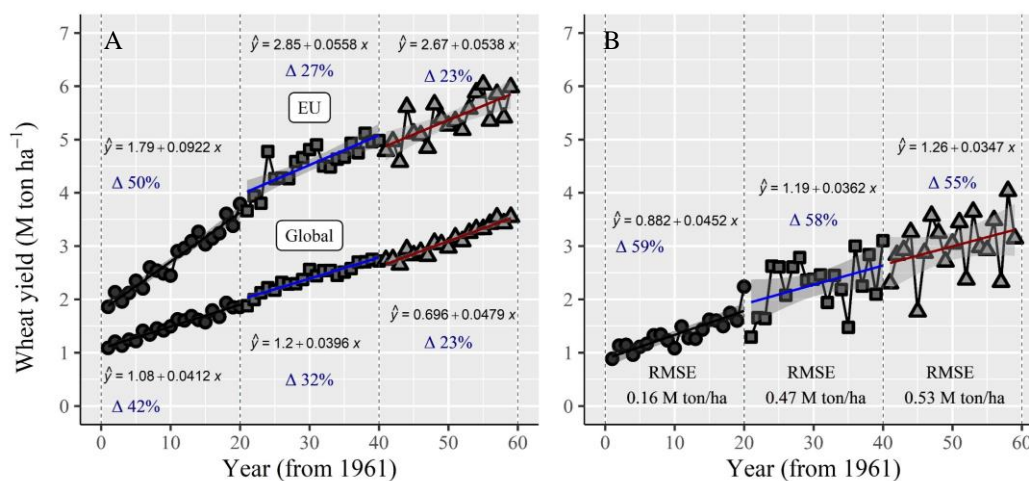 A
ŷ = 2.85 + 0.0558 x
Δ 27%
ŷ = 2.67 + 0.0538 x
Δ 23%
EU
ŷ = 1.79 + 0.0922 x
Δ 50%
Global
ŷ = 0.696 + 0.0479 x
Δ 23%
ŷ = 1.2 + 0.0396 x
Δ 32%
ŷ = 1.08 + 0.0412 x
Δ 42%
7
6
5
4
3
2
1
0
Wheat yield (M ton ha⁻¹)
0 10 20 30 40 50 60
Year (from 1961)
B
ŷ = 1.26 + 0.0347 x
Δ 55%
ŷ = 1.19 + 0.0362 x
Δ 58%
ŷ = 0.882 + 0.0452 x
Δ 59%
RMSE
0.16 M ton/ha
RMSE
0.47 M ton/ha
RMSE
0.53 M ton/ha
7
6
5
4
3
2
1
0
0 10 20 30 40 50 60
Year (from 1961)